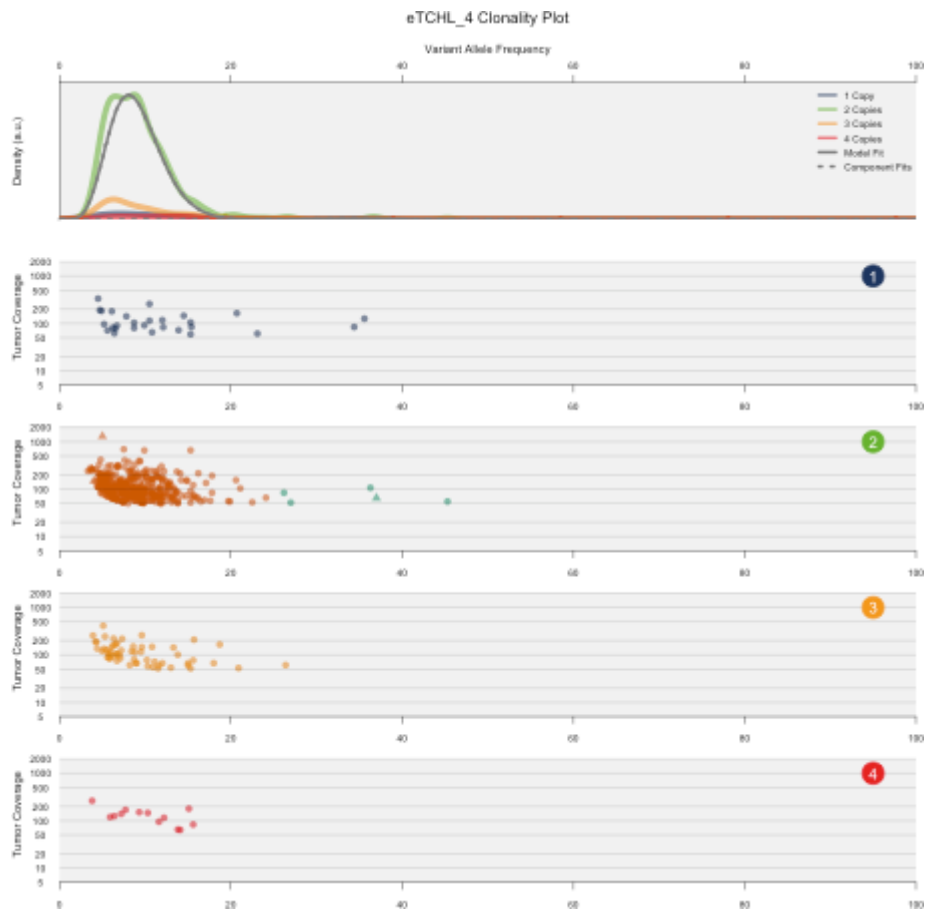 eTCHL_4 Clonality Plot
Variant Allele Frequency
0 20 40 60 80 100
Density (a.u.)
1 Copy
2 Copies
3 Copies
4 Copies
Model Fit
Component Fits
Tumor Coverage
2000
1000
500
200
100
50
20
10
5
1
0 20 40 60 80 100
Tumor Coverage
2000
1000
500
200
100
50
20
10
5
2
0 20 40 60 80 100
Tumor Coverage
2000
1000
500
200
100
50
20
10
5
3
0 20 40 60 80 100
Tumor Coverage
2000
1000
500
200
100
50
20
10
5
4
0 20 40 60 80 100